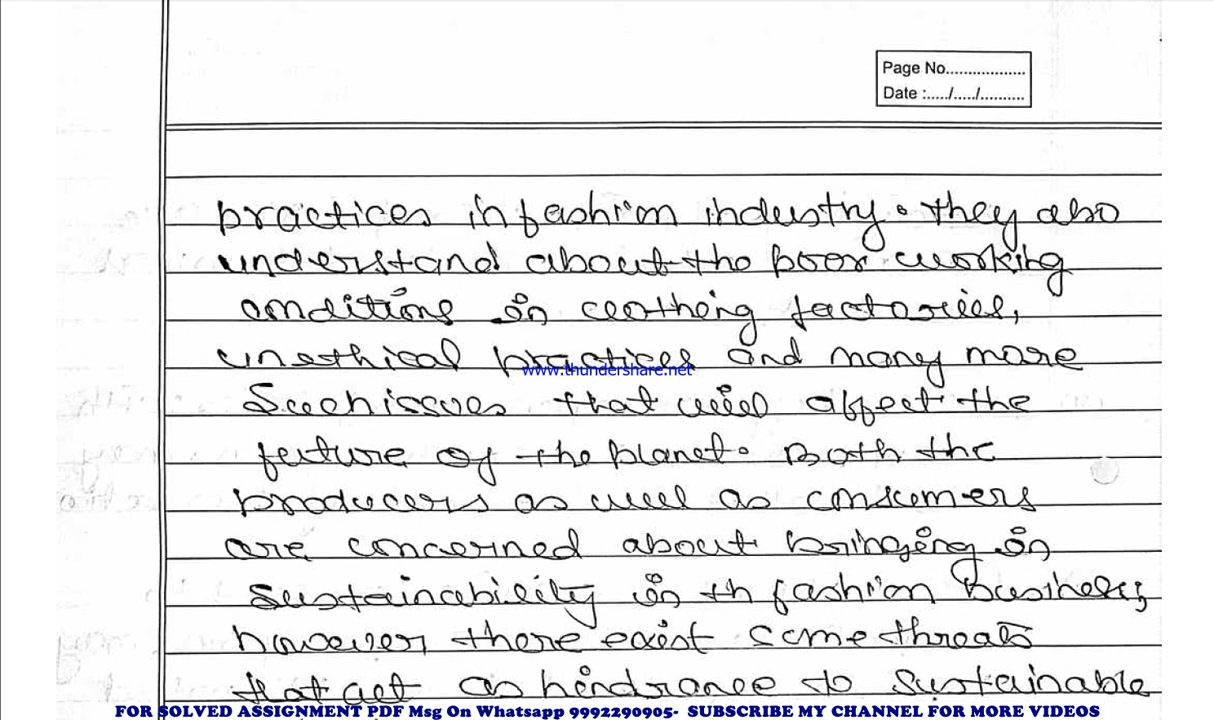 Page No..................
Date :...../...../..........
practices in fashion industry. they also
understand about the poor working
conditions in clothing factories,
unethical practices and many more
www.thundershare.net
Such issues that will affect the
future of the planet. Both the
producers as well as consumers
are concerned about bringing in
sustainability in th fashion business,
however there exist some threats
that act as hindrance to sustainable
FOR SOLVED ASSIGNMENT PDF Msg On Whatsapp 9992290905- SUBSCRIBE MY CHANNEL FOR MORE VIDEOS